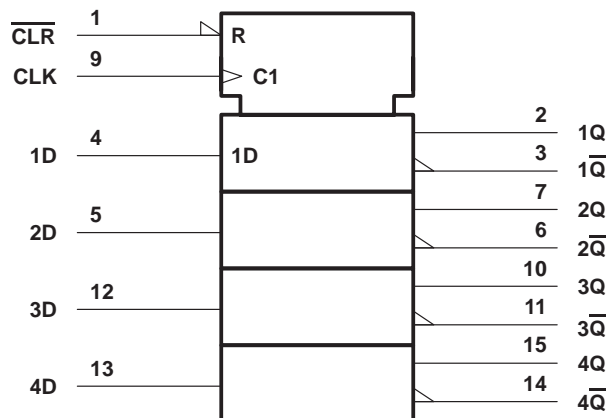 C̅L̅R̅ 1 R
CLK 9 C1
2 1Q
1D 4 1D 3 1Q̅
7 2Q
2D 5 6 2Q̅
10 3Q
3D 12 11 3Q̅
15 4Q
4D 13 14 4Q̅